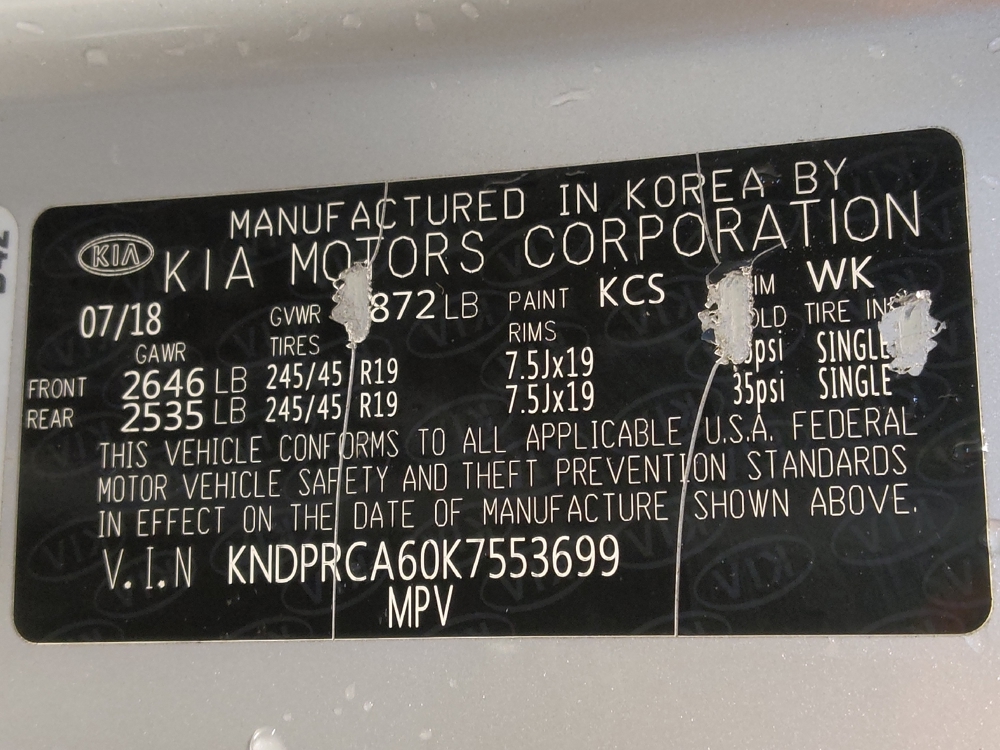 MANUFACTURED IN KOREA BY
KIA KIA MOTORS CORPORATION
07/18 GVWR 872 LB PAINT KCS WK
GAWR TIRES RIMS TIRE
FRONT 2646 LB 245/45 R19 7.5Jx19 psi SINGLE
REAR 2535 LB 245/45 R19 7.5Jx19 35psi SINGLE
THIS VEHICLE CONFORMS TO ALL APPLICABLE U.S.A. FEDERAL
MOTOR VEHICLE SAFETY AND THEFT PREVENTION STANDARDS
IN EFFECT ON THE DATE OF MANUFACTURE SHOWN ABOVE.
V.I.N KNDPRCA60K7553699
MPV